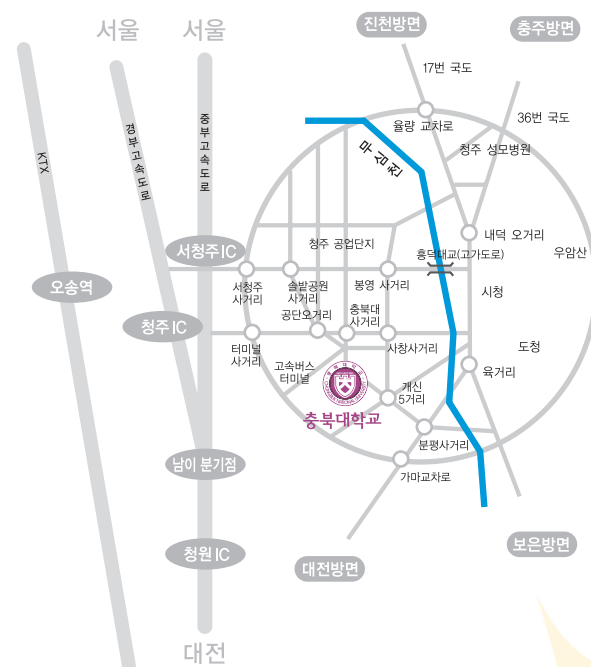 서울
서울
진천방면
충주방면
17번 국도
36번 국도
율량 교차로
청주 성모병원
무심천
KTX
경부고속도로
중부고속도로
서청주 IC
청주 공업단지
내덕 오거리
흥덕대교(고가도로)
우암산
오송역
서청주
사거리
솔밭공원
사거리
봉영 사거리
시청
청주 IC
공단오거리
충북대
사거리
터미널
사거리
사창사거리
도청
고속버스
터미널
육거리
개신
5거리
충북대학교
분평사거리
남이 분기점
가마교차로
청원 IC
대전방면
보은방면
대전